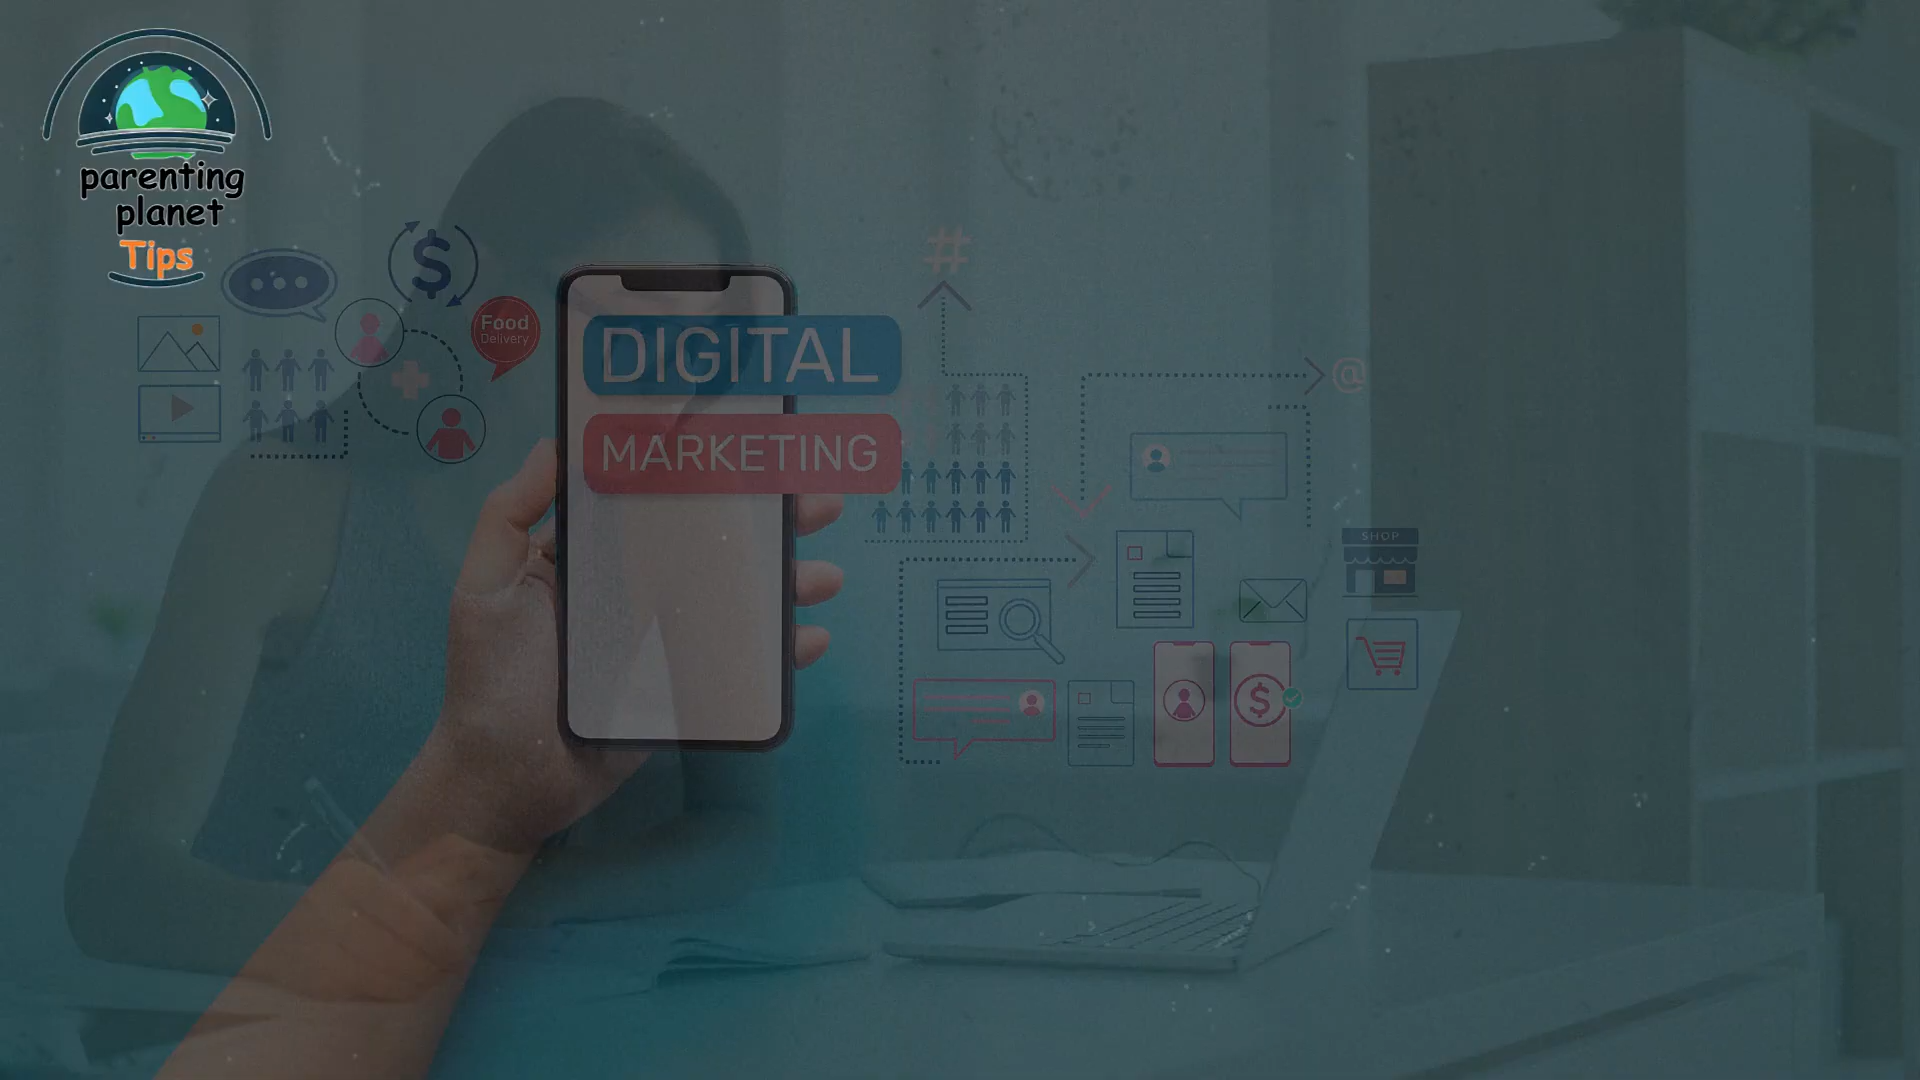 parenting
planet
Tips
Food
Delivery
DIGITAL
MARKETING
#
@
SHOP
$
$